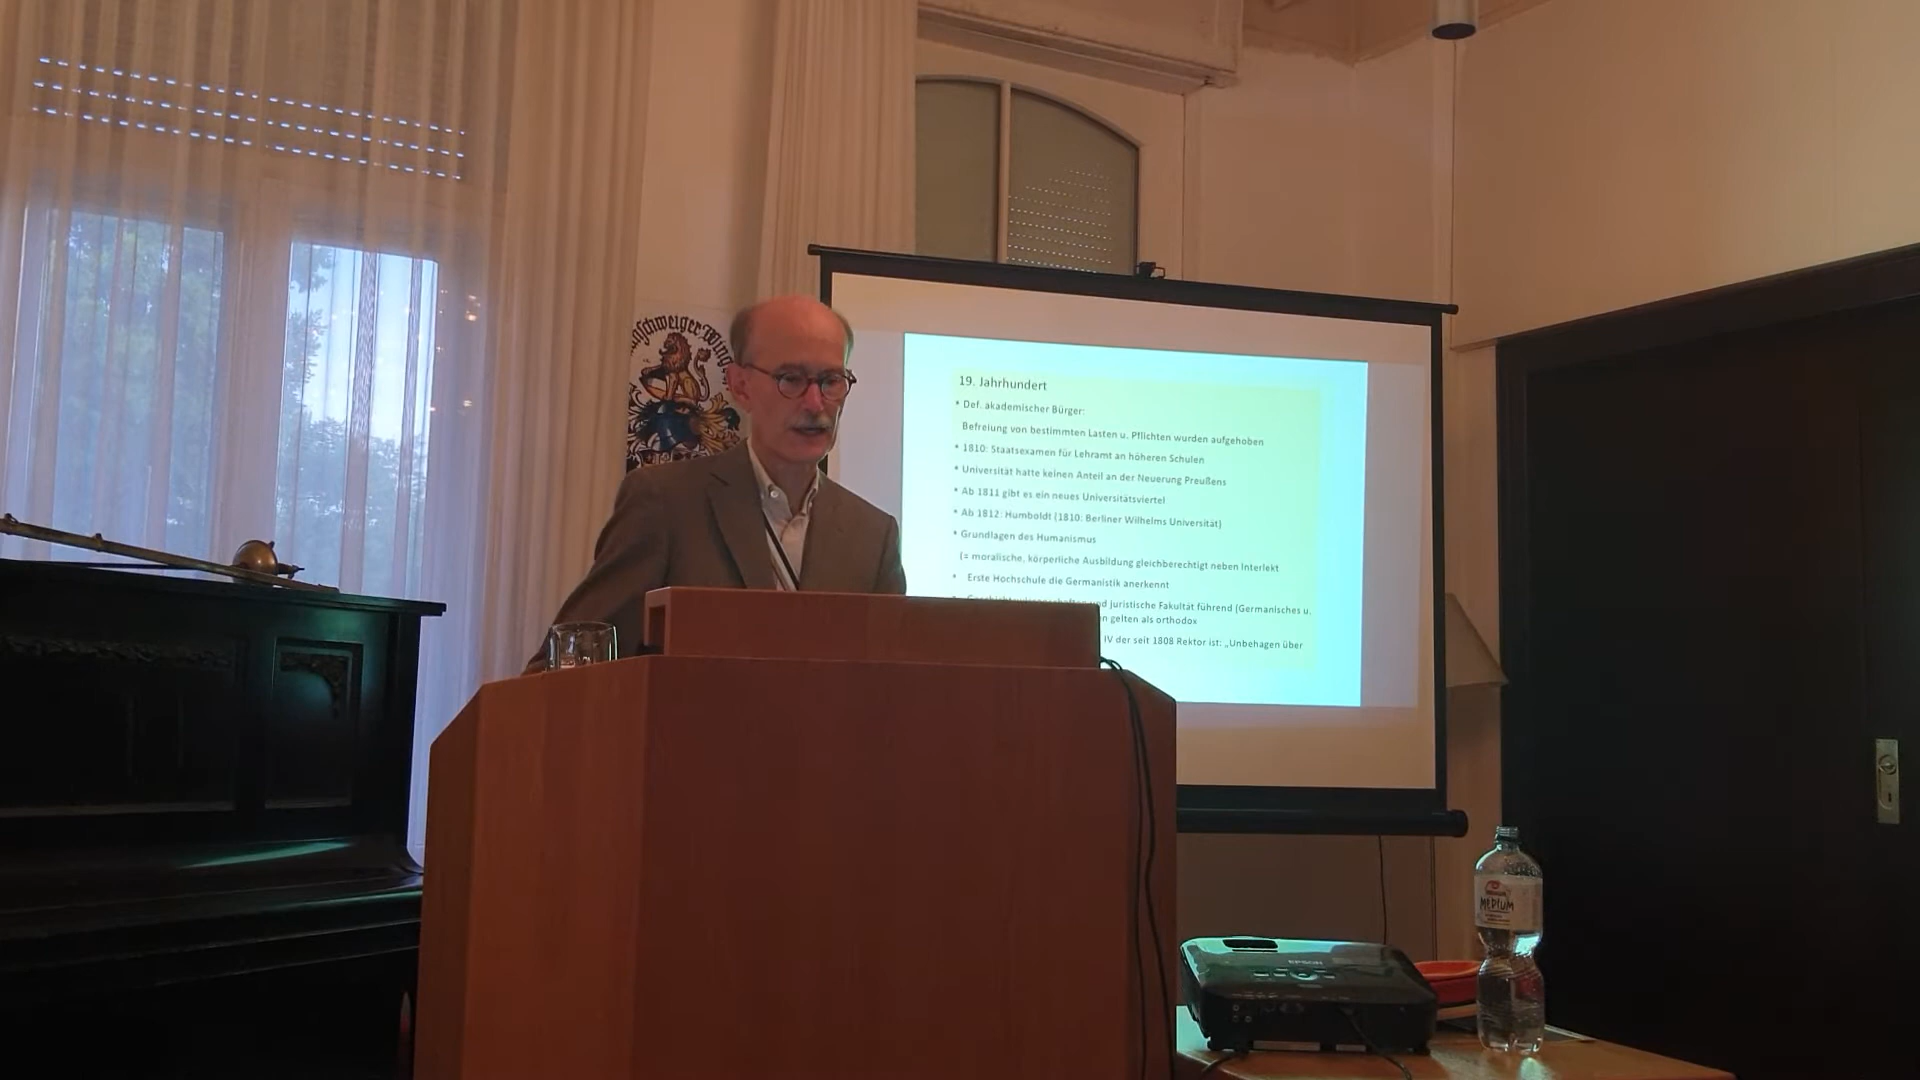 19. Jahrhundert
* Def. akademischer Bürger:
Befreiung von bestimmten Lasten u. Pflichten wurden aufgehoben
* 1810: Staatsexamen für Lehramt an höheren Schulen
* Universität hatte keinen Anteil an der Neuerung Preußens
* Ab 1811 gibt es ein neues Universitätsviertel
* Ab 1812: Humboldt (1810: Berliner Wilhelms Universität)
* Grundlagen des Humanismus
(= moralische, körperliche Ausbildung gleichberechtigt neben Interlekt
* Erste Hochschule die Germanistik anerkennt
und juristische Fakultät führend (Germanisches u.
gelten als orthodox
IV der seit 1808 Rektor ist: „Unbehagen über
EPSON
MEDIUM